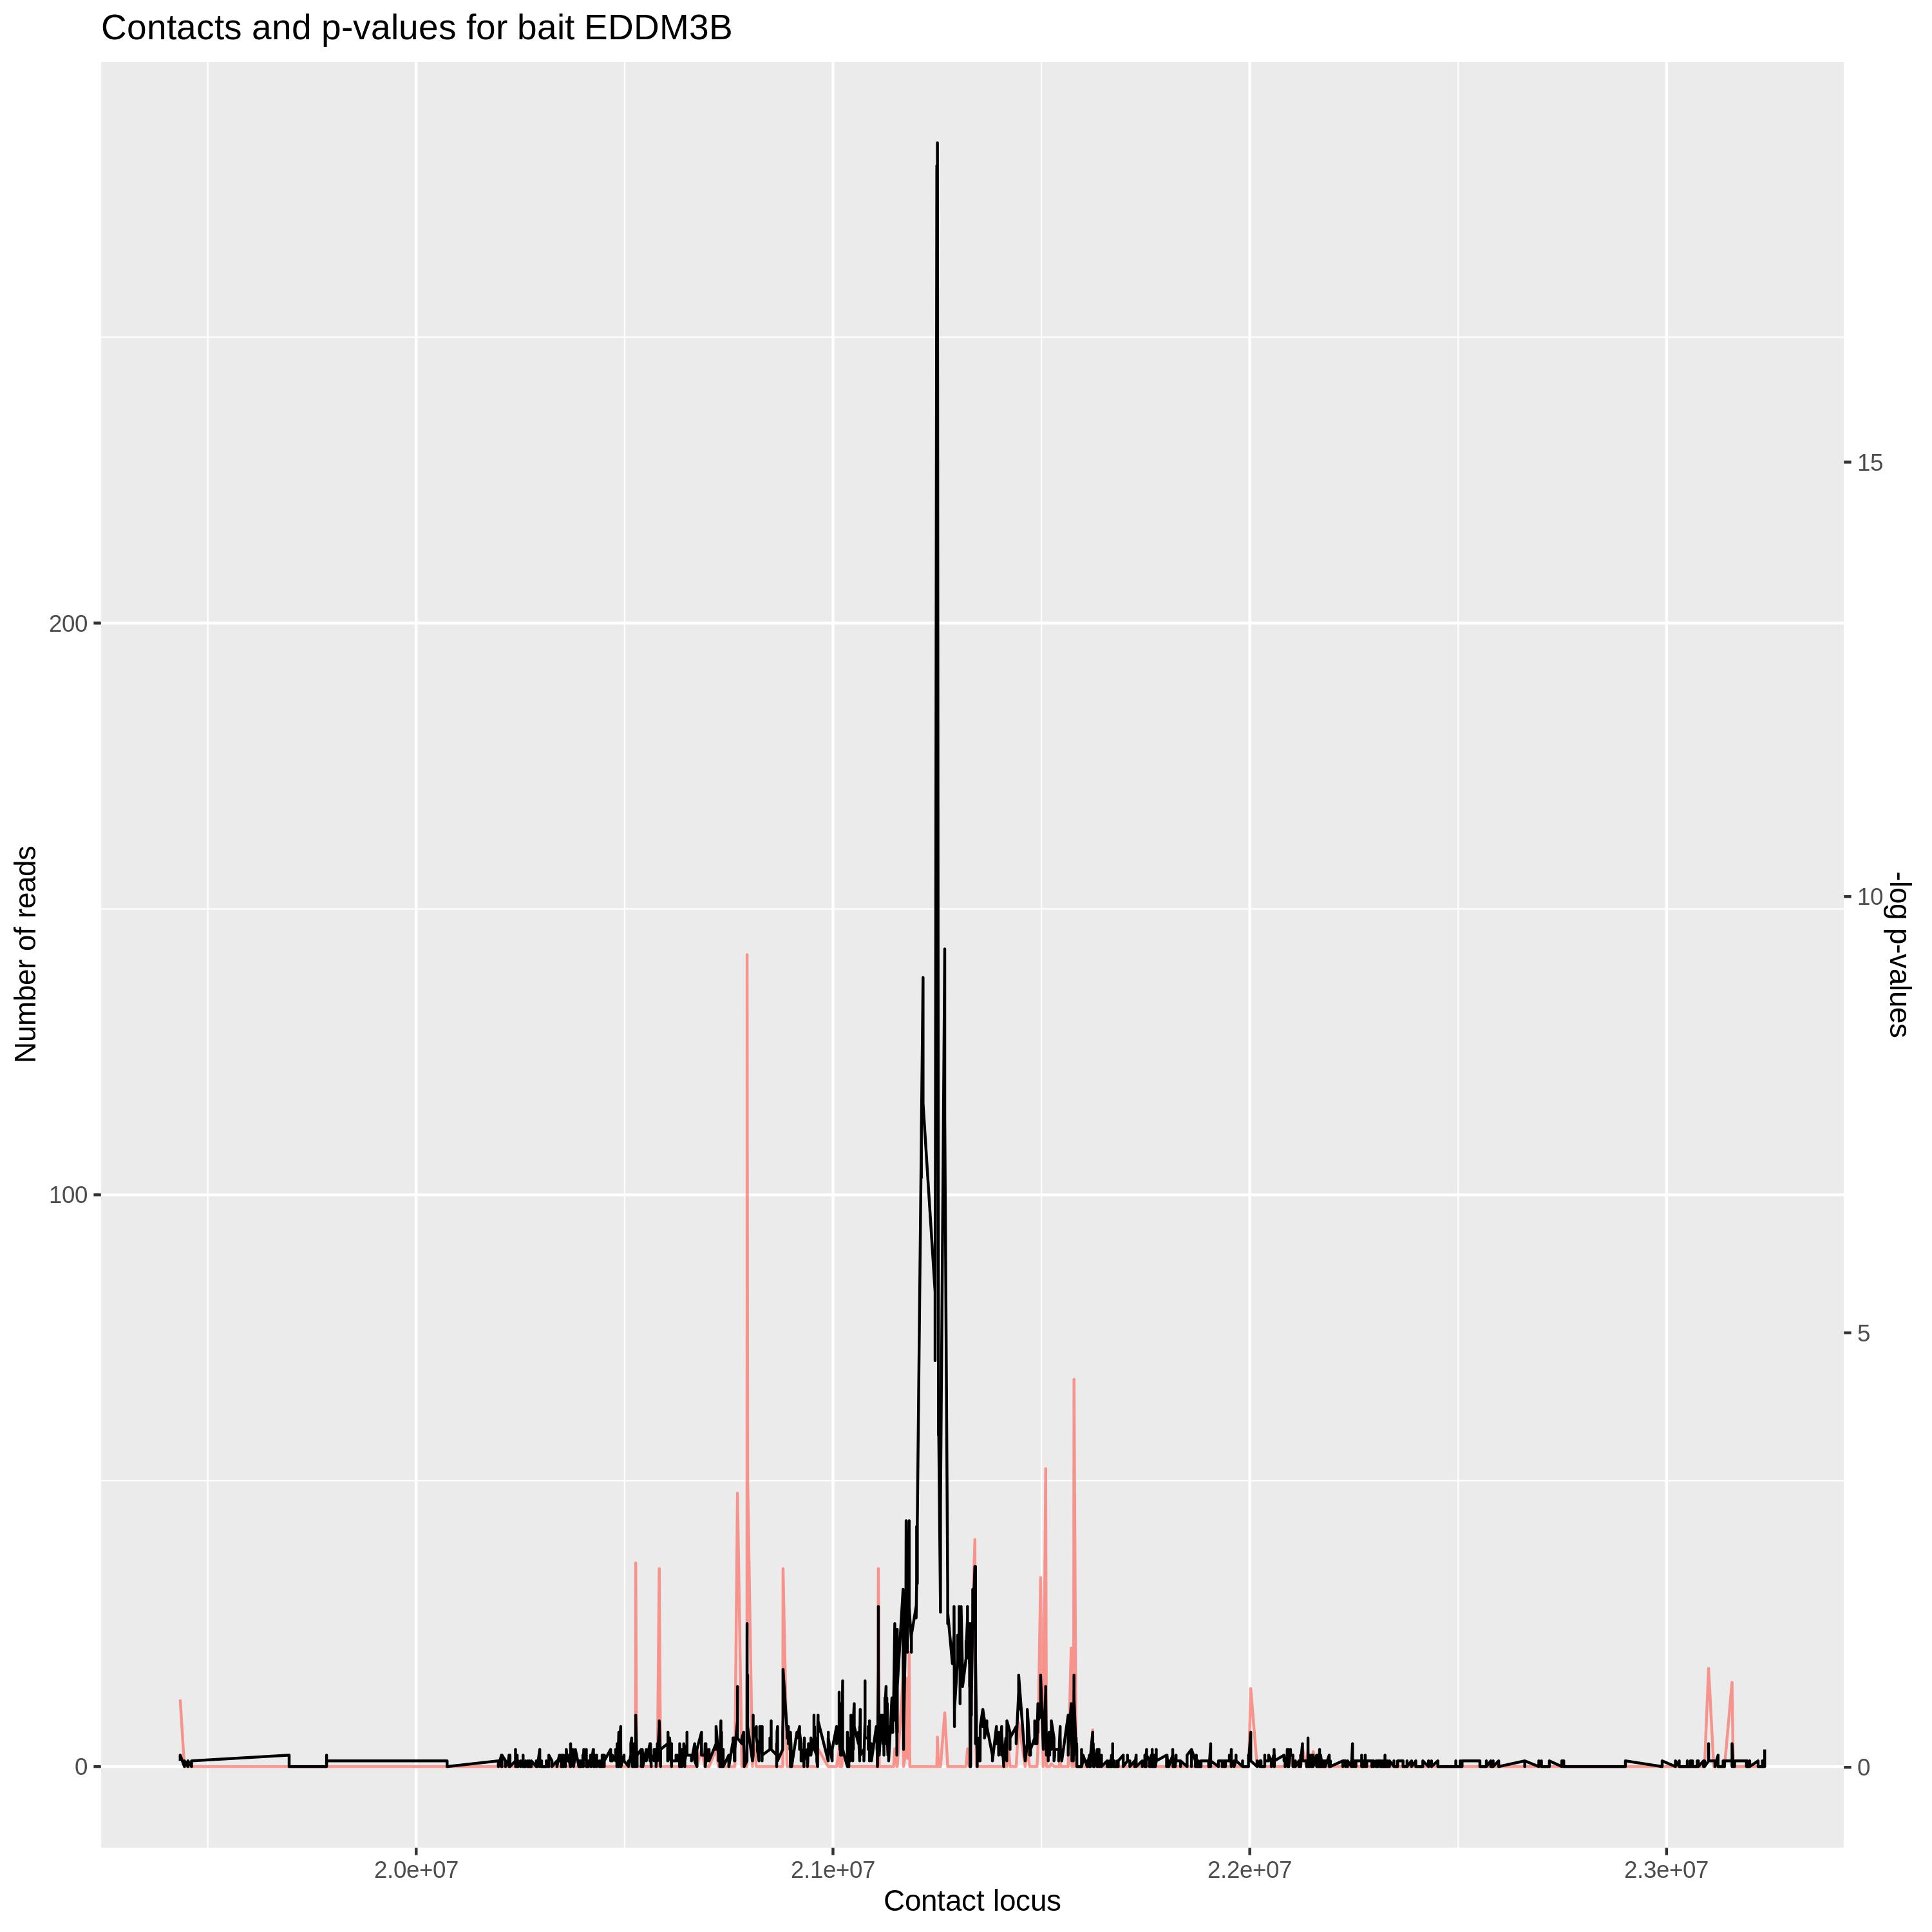 Contacts and p-values for bait EDDM3B
Number of reads
200
100
0
15
10
5
0
-log p-values
2.0e+07 2.1e+07 2.2e+07 2.3e+07
Contact locus